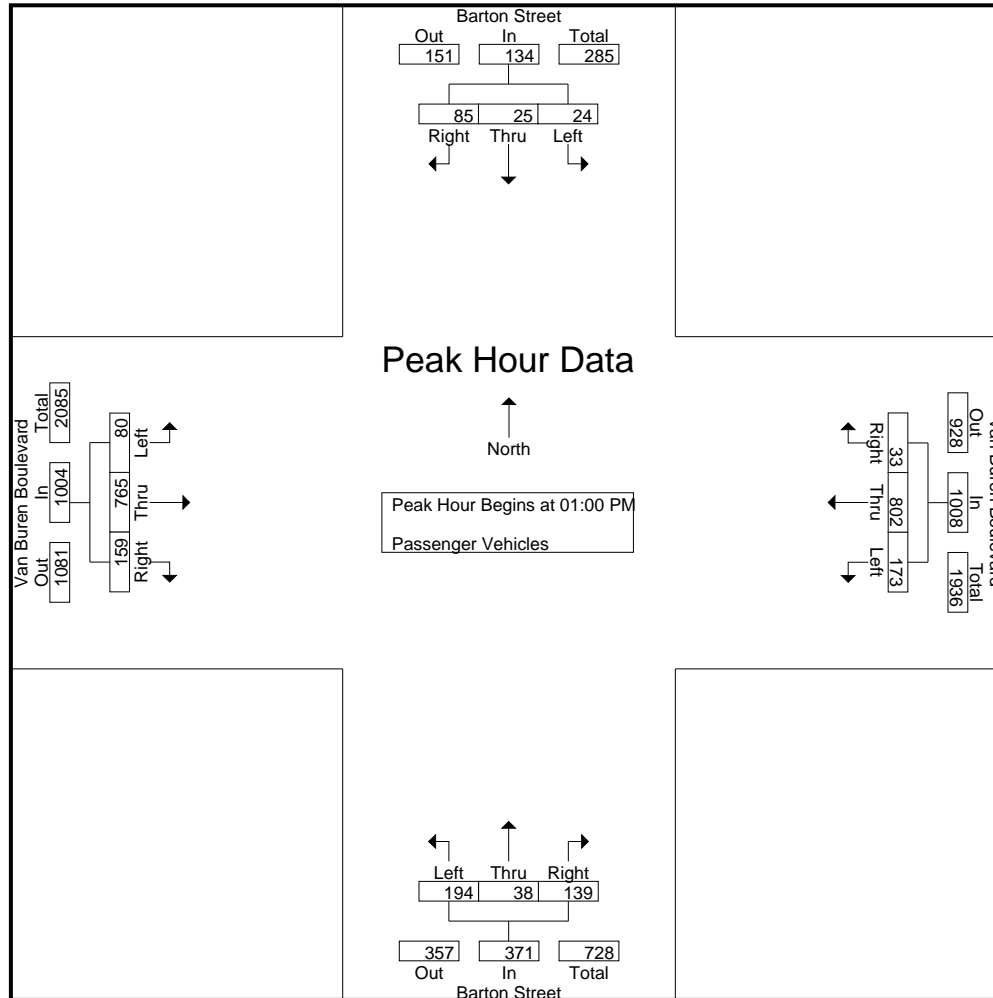 Barton Street
Out In Total
151 134 285
85 25 24
Right Thru Left
Peak Hour Data
North
Peak Hour Begins at 01:00 PM
Passenger Vehicles
Van Buren Boulevard
Total In Out
2085 1004 1081
80 765 159
Left Thru Right
Right Thru Left
33 802 173
Out In Total
928 1008 1936
Van Buren Boulevard
Left Thru Right
194 38 139
357 371 728
Out In Total
Barton Street